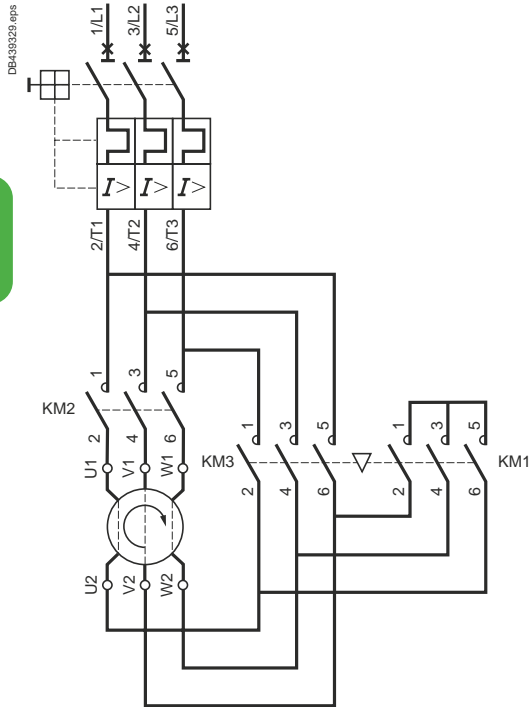 DB439329.eps
1/L1 3/L2 5/L3
I> I> I>
2/T1 4/T2 6/T3
1 3 5
KM2
2 4 6
U1 V1 W1
1 3 5
KM3
2 4 6
1 3 5
KM1
2 4 6
U2 V2 W2